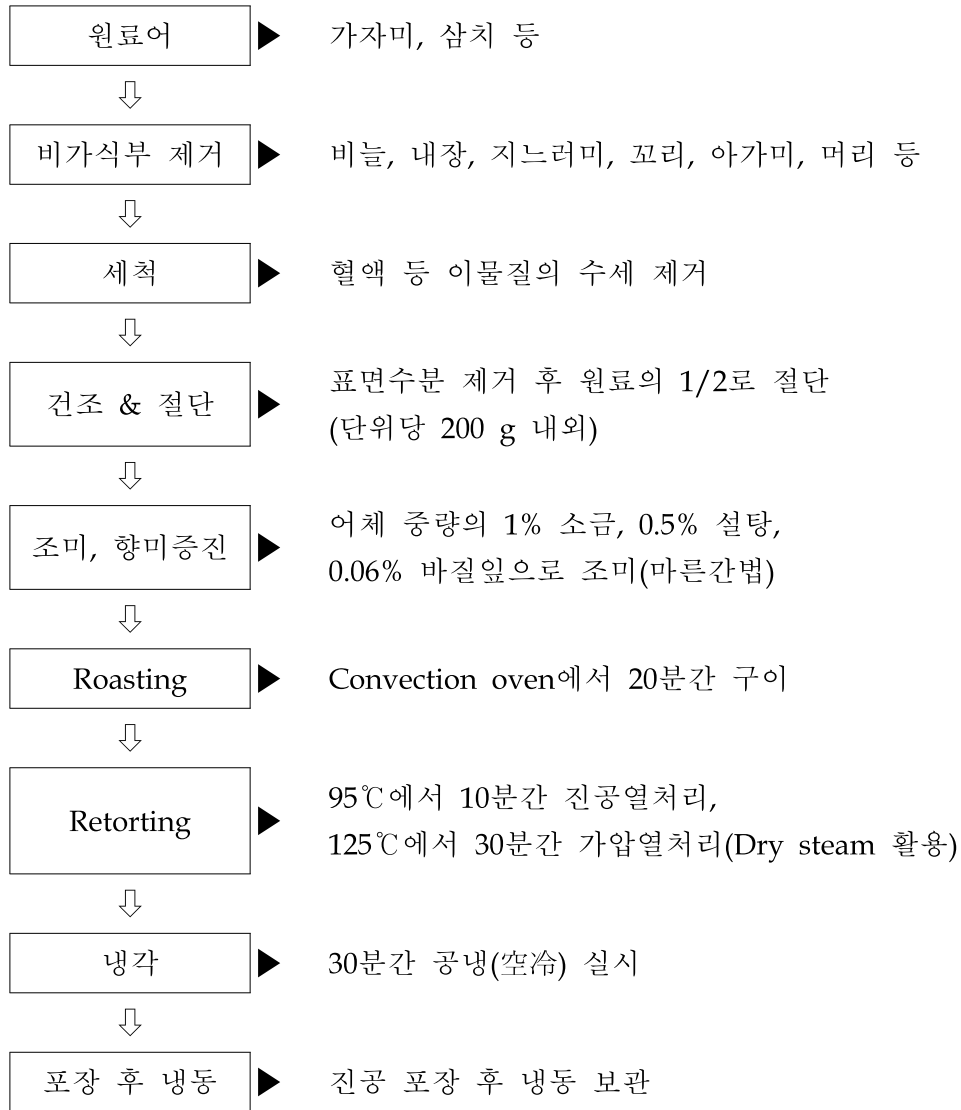 원료어 ▶ 가자미, 삼치 등
비가식부 제거 ▶ 비늘, 내장, 지느러미, 꼬리, 아가미, 머리 등
세척 ▶ 혈액 등 이물질의 수세 제거
건조 & 절단 ▶ 표면수분 제거 후 원료의 1/2로 절단
(단위당 200 g 내외)
조미, 향미증진 ▶ 어체 중량의 1% 소금, 0.5% 설탕,
0.06% 바질잎으로 조미(마른간법)
Roasting ▶ Convection oven에서 20분간 구이
Retorting ▶ 95℃에서 10분간 진공열처리,
125℃에서 30분간 가압열처리(Dry steam 활용)
냉각 ▶ 30분간 공냉(空冷) 실시
포장 후 냉동 ▶ 진공 포장 후 냉동 보관